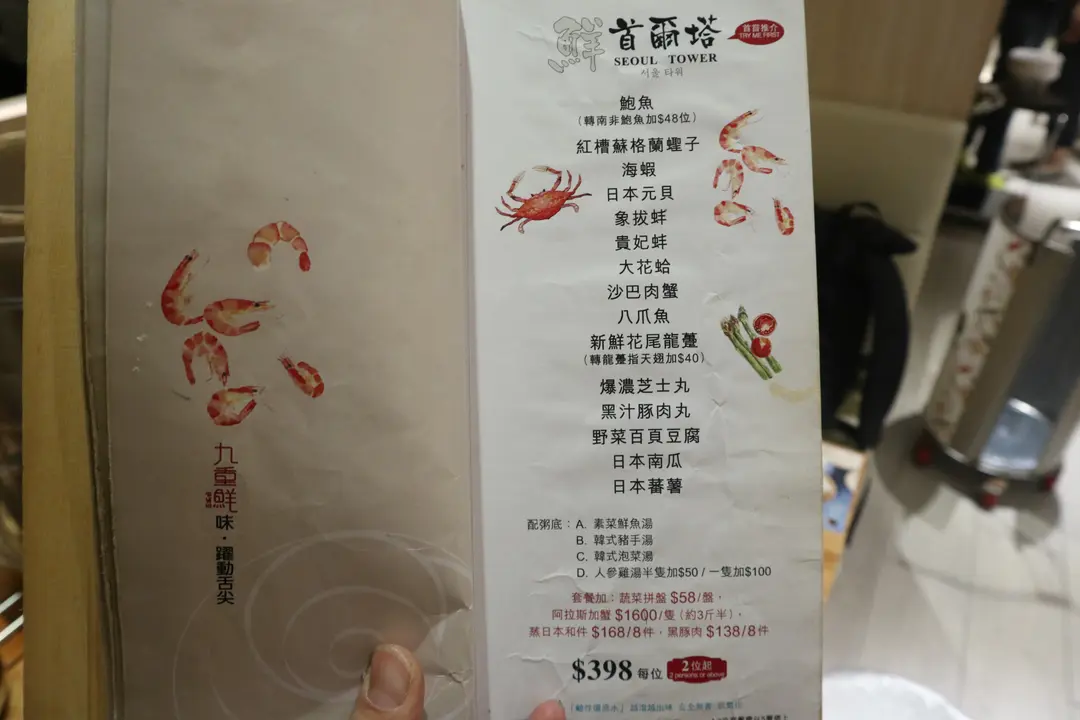 九重鮮
味・躍動舌尖
鮮 首爾塔
首廚推介
TRY ME FIRST
SEOUL TOWER
서울 타워
鮑魚
(轉南非鮑魚加$48位)
紅槽蘇格蘭蟶子
海蝦
日本元貝
象拔蚌
貴妃蚌
大花蛤
沙巴肉蟹
八爪魚
新鮮花尾龍躉
(轉龍躉指天翅加$40)
爆濃芝士丸
黑汁豚肉丸
野菜百頁豆腐
日本南瓜
日本蕃薯
配粥底：A. 素菜鮮魚湯
B. 韓式豬手湯
C. 韓式泡菜湯
D. 人參雞湯半隻加$50 / 一隻加$100
套餐加：蔬菜拼盤 $58/盤，
阿拉斯加蟹 $1600/隻 (約3斤半)，
蒸日本和件 $168/8件，黑豚肉 $138/8件
$398 每位
2位起
2 persons or above